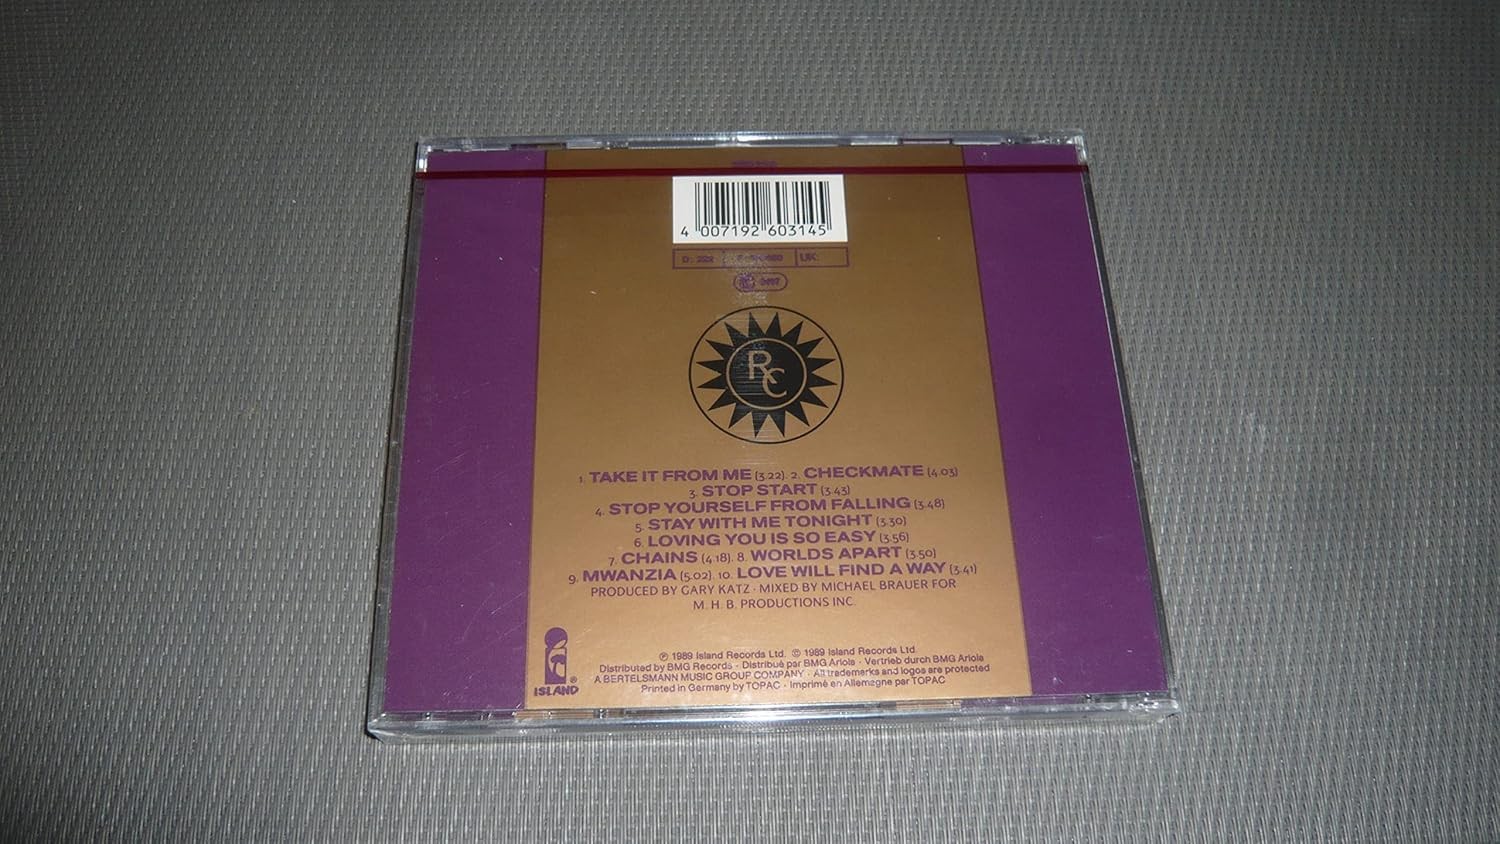 4 007192 603145
UK:
RC
1. TAKE IT FROM ME (3.22). 2. CHECKMATE (4.03)
3. STOP START (3.43)
4. STOP YOURSELF FROM FALLING (3.48)
5. STAY WITH ME TONIGHT (3.30)
6. LOVING YOU IS SO EASY (3.56)
7. CHAINS (4.18). 8. WORLDS APART (3.50)
9. MWANZIA (5.02). 10. LOVE WILL FIND A WAY (3.41)
PRODUCED BY GARY KATZ · MIXED BY MICHAEL BRAUER FOR
M. H. B. PRODUCTIONS INC.
℗ 1989 Island Records Ltd. © 1989 Island Records Ltd.
Distributed by BMG Records · Distribué par BMG Ariola · Vertrieb durch BMG Ariola
A BERTELSMANN MUSIC GROUP COMPANY · All trademarks and logos are protected
Printed in Germany by TOPAC · Imprimé en Allemagne par TOPAC
ISLAND®